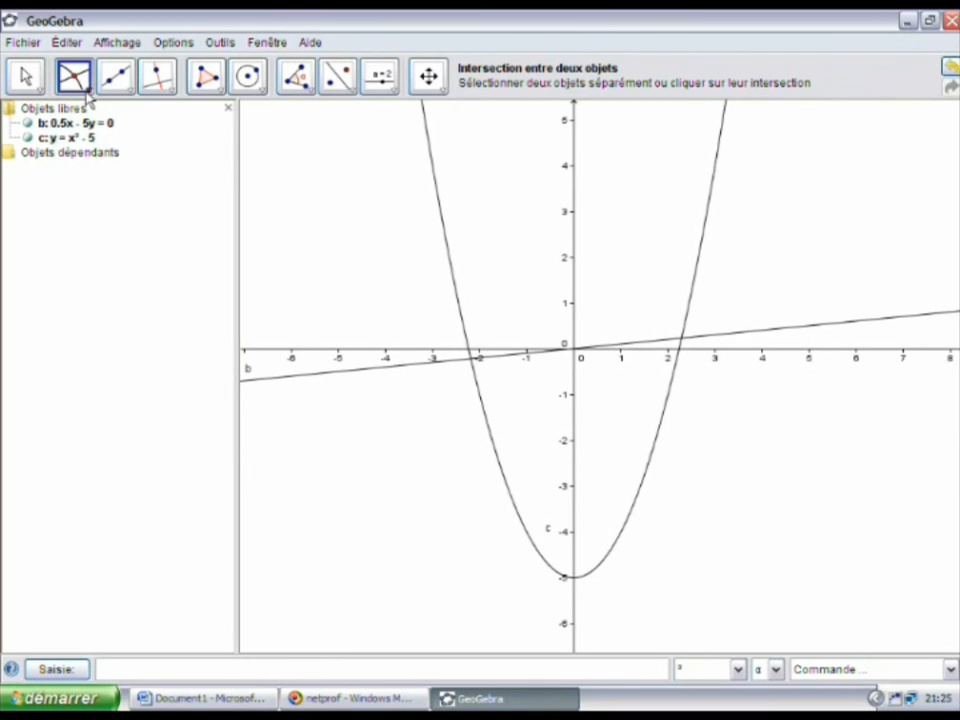 GeoGebra
Fichier Éditer Affichage Options Outils Fenêtre Aide
a=2
Intersection entre deux objets
Sélectionner deux objets séparément ou cliquer sur leur intersection
Objets libres
b: 0.5x - 5y = 0
c: y = x² - 5
Objets dépendants
5
4
3
2
1
0
-6 -5 -4 -3 -2 -1 0 1 2 3 4 5 6 7 8
b
-1
-2
-3
c -4
-5
-6
Saisie: ² α Commande ...
démarrer Document1 - Microsof... netprof - Windows M... GeoGebra 21:25